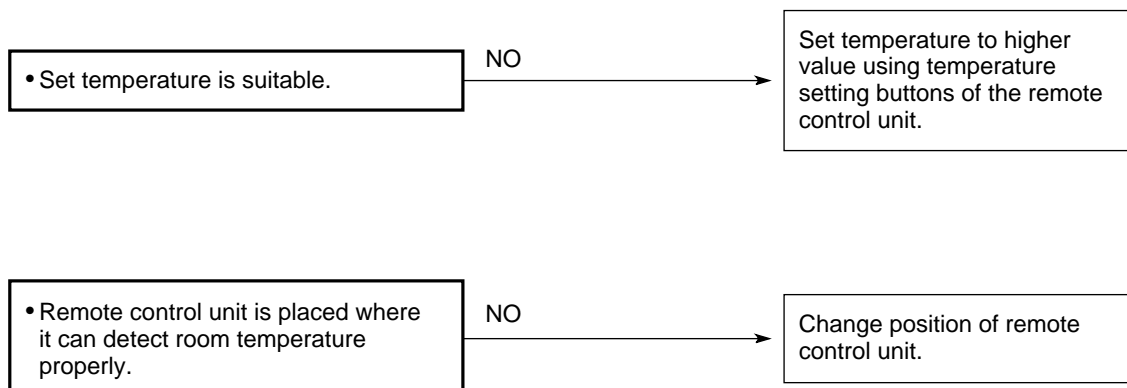 • Set temperature is suitable.
NO
Set temperature to higher
value using temperature
setting buttons of the remote
control unit.
• Remote control unit is placed where
it can detect room temperature
properly.
NO
Change position of remote
control unit.